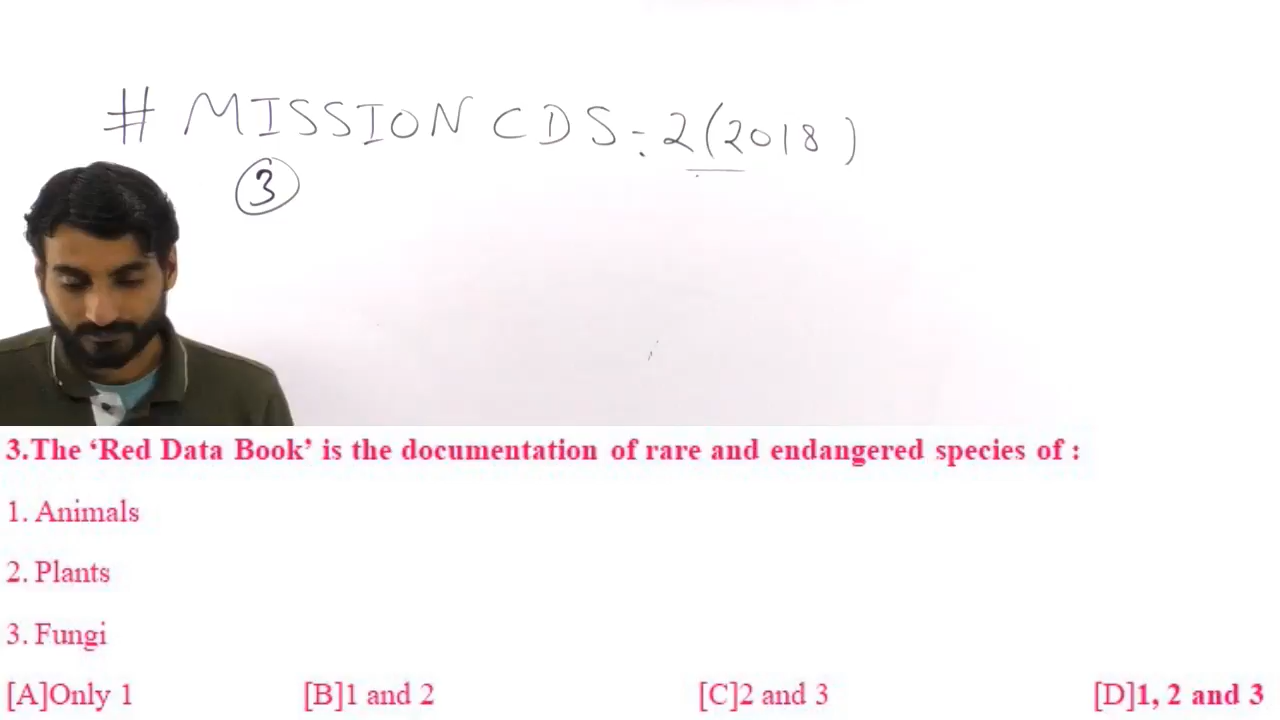 # MISSION CDS - 2 (2018)
3
3.The ‘Red Data Book’ is the documentation of rare and endangered species of :
1. Animals
2. Plants
3. Fungi
[A]Only 1 [B]1 and 2 [C]2 and 3 [D]1, 2 and 3